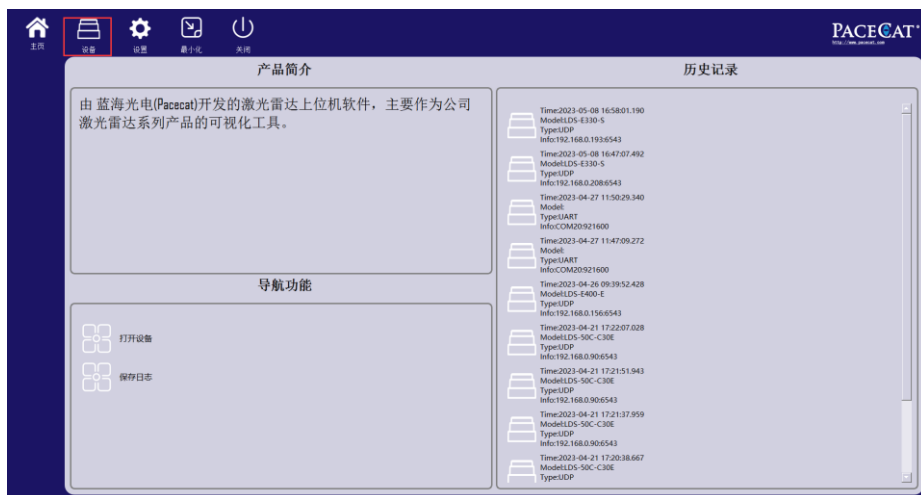 主页
设备
设置
最小化
关闭
PACECAT
产品简介
由 蓝海光电(Pacecat)开发的激光雷达上位机软件，主要作为公司
激光雷达系列产品的可视化工具。
导航功能
打开设备
保存日志
历史记录
Time:2023-05-08 16:58:01.190
Model:LDS-E330-S
Type:UDP
Info:192.168.0.193:6543
Time:2023-05-08 16:47:07.492
Model:LDS-E330-S
Type:UDP
Info:192.168.0.208:6543
Time:2023-04-27 11:50:29.340
Model:
Type:UART
Info:COM20:921600
Time:2023-04-27 11:47:09.272
Model:
Type:UART
Info:COM20:921600
Time:2023-04-26 09:39:52.428
Model:LDS-E400-E
Type:UDP
Info:192.168.0.156:6543
Time:2023-04-21 17:22:07.028
Model:LDS-50C-C30E
Type:UDP
Info:192.168.0.90:6543
Time:2023-04-21 17:21:51.943
Model:LDS-50C-C30E
Type:UDP
Info:192.168.0.90:6543
Time:2023-04-21 17:21:37.959
Model:LDS-50C-C30E
Type:UDP
Info:192.168.0.90:6543
Time:2023-04-21 17:20:38.667
Model:LDS-50C-C30E
Type:UDP